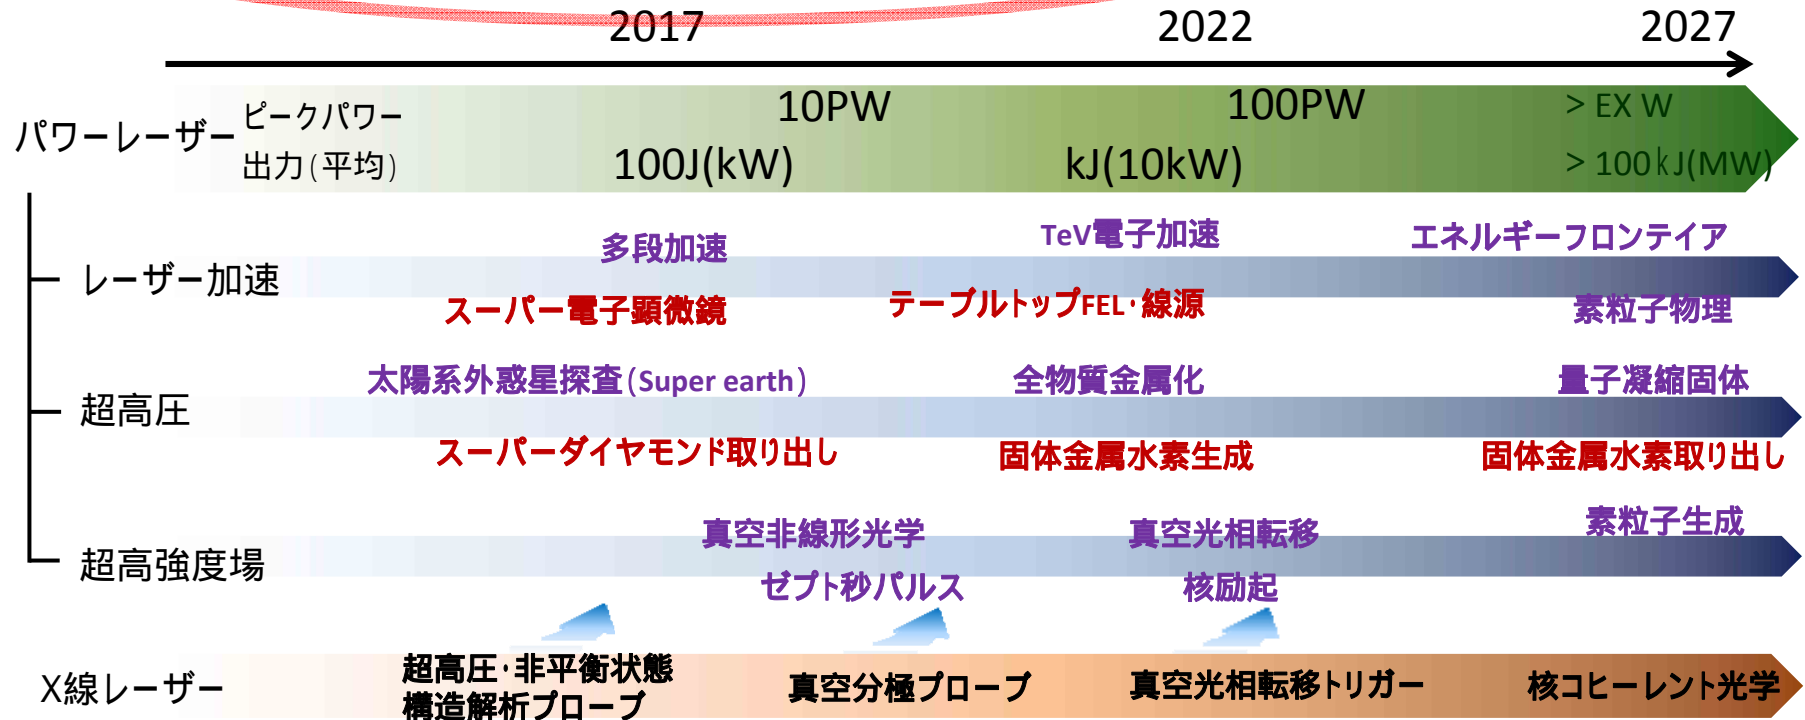 2017 2022 2027
パワーレーザー
ピークパワー 10PW 100PW > EX W
出力(平均) 100J(kW) kJ(10kW) > 100kJ(MW)
多段加速 TeV電子加速 エネルギーフロンテイア
レーザー加速
スーパー電子顕微鏡 テーブルトップFEL・線源 素粒子物理
太陽系外惑星探査(Super earth) 全物質金属化 量子凝縮固体
超高圧
スーパーダイヤモンド取り出し 固体金属水素生成 固体金属水素取り出し
真空非線形光学 真空光相転移 素粒子生成
超高強度場
ゼプト秒パルス 核励起
X線レーザー
超高圧・非平衡状態
構造解析プローブ
真空分極プローブ 真空光相転移トリガー 核コヒーレント光学